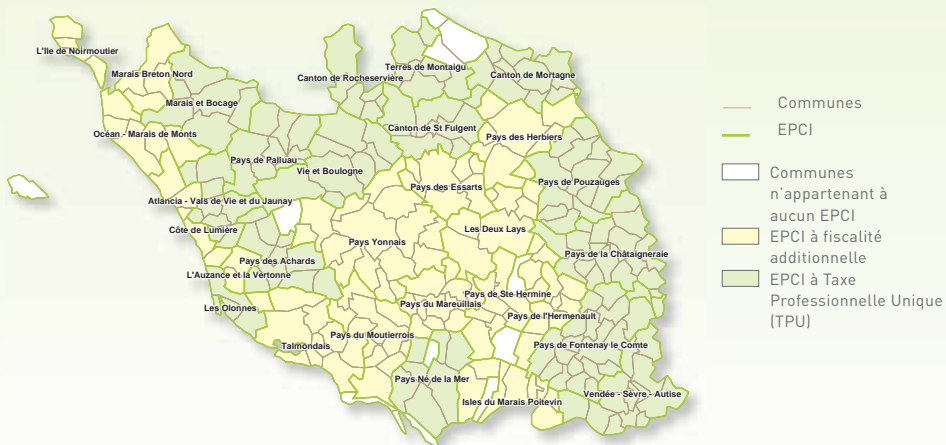 L'Ile de Noirmoutier
Marais Breton Nord
Terres de Montaigu
Canton de Rocheservière
Canton de Mortagne
Marais et Bocage
Océan - Marais de Monts
Canton de St Fulgent
Pays des Herbiers
Pays de Palluau
Vie et Boulogne
Pays des Essarts
Pays de Pouzauges
Atlancia - Vals de Vie et du Jaunay
Côte de Lumière
Les Deux Lays
Pays Yonnais
Pays de la Châtaigneraie
Pays des Achards
L'Auzance et la Vertonne
Pays de Ste Hermine
Les Olonnes
Pays du Mareuillais
Pays de l'Hermenault
Pays du Moutierrois
Talmondais
Pays de Fontenay le Comte
Pays Né de la Mer
Vendée - Sèvre - Autise
Isles du Marais Poitevin
Communes
EPCI
Communes
n'appartenant à
aucun EPCI
EPCI à fiscalité
additionnelle
EPCI à Taxe
Professionnelle Unique
(TPU)